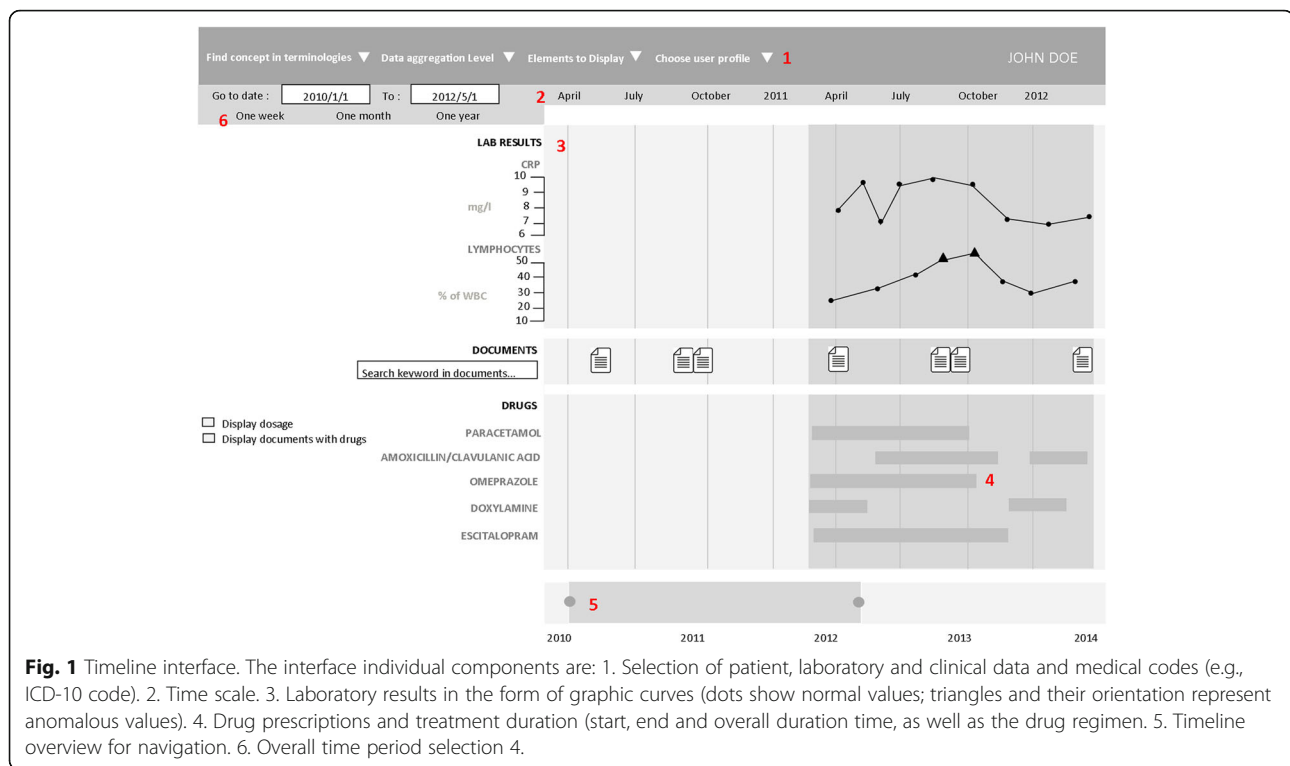 Find concept in terminologies ▼ Data aggregation Level ▼ Elements to Display ▼ Choose user profile ▼ 1 JOHN DOE
Go to date : 2010/1/1 To : 2012/5/1 2 April July October 2011 April July October 2012
6 One week One month One year
LAB RESULTS 3
CRP
10
9
mg/l 8
7
6
LYMPHOCYTES
50
40
% of WBC 30
20
10
DOCUMENTS
Search keyword in documents...
DRUGS
Display dosage
Display documents with drugs
PARACETAMOL
AMOXICILLIN/CLAVULANIC ACID
OMEPRAZOLE 4
DOXYLAMINE
ESCITALOPRAM
5
2010 2011 2012 2013 2014
Fig. 1 Timeline interface. The interface individual components are: 1. Selection of patient, laboratory and clinical data and medical codes (e.g.,
ICD-10 code). 2. Time scale. 3. Laboratory results in the form of graphic curves (dots show normal values; triangles and their orientation represent
anomalous values). 4. Drug prescriptions and treatment duration (start, end and overall duration time, as well as the drug regimen. 5. Timeline
overview for navigation. 6. Overall time period selection 4.